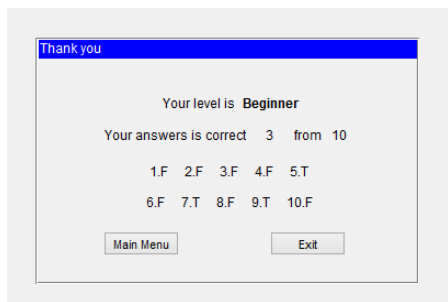 Thank you
Your level is Beginner
Your answers is correct 3 from 10
1.F 2.F 3.F 4.F 5.T
6.F 7.T 8.F 9.T 10.F
Main Menu Exit